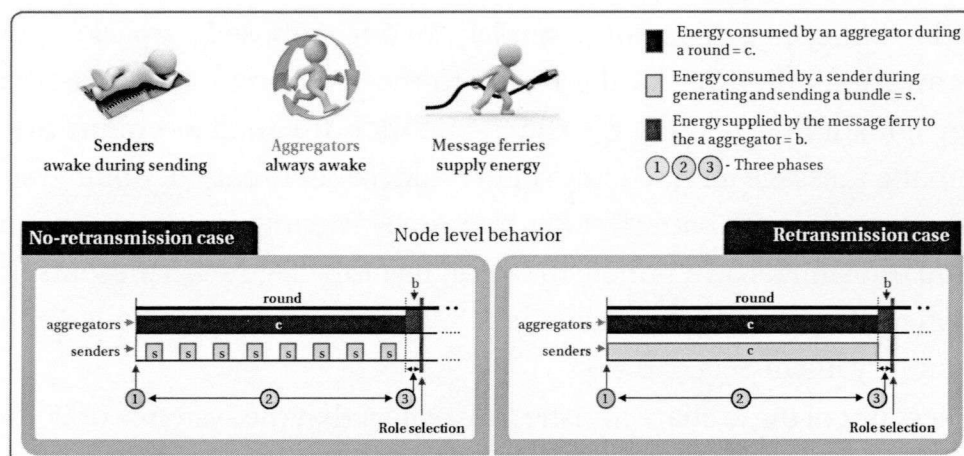 Senders
awake during sending
Aggregators
always awake
Message ferries
supply energy
Energy consumed by an aggregator during
a round = c.
Energy consumed by a sender during
generating and sending a bundle = s.
Energy supplied by the message ferry to
the a aggregator = b.
1 2 3 - Three phases
No-retransmission case
Node level behavior
Retransmission case
b
round
aggregators
c
senders
s s s s s s s s
1 2 3
Role selection
b
round
aggregators
c
senders
c
1 2 3
Role selection